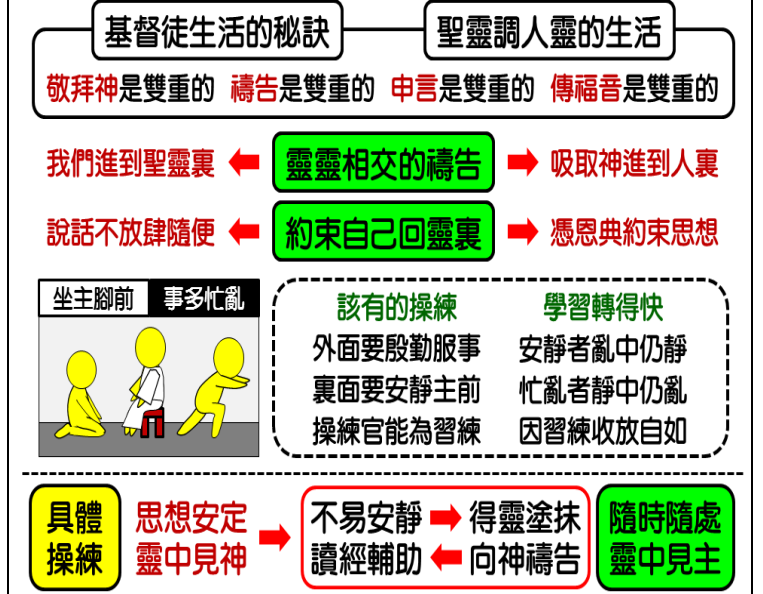 基督徒生活的秘訣
聖靈調人靈的生活
敬拜神是雙重的 禱告是雙重的 申言是雙重的 傳福音是雙重的
我們進到聖靈裏
靈靈相交的禱告
吸取神進到人裏
說話不放肆隨便
約束自己回靈裏
憑恩典約束思想
坐主腳前
事多忙亂
該有的操練
外面要殷勤服事
裏面要安靜主前
操練官能為習練
學習轉得快
安靜者亂中仍靜
忙亂者靜中仍亂
因習練收放自如
具體
操練
思想安定
靈中見神
不易安靜
得靈塗抹
讀經輔助
向神禱告
隨時隨處
靈中見主